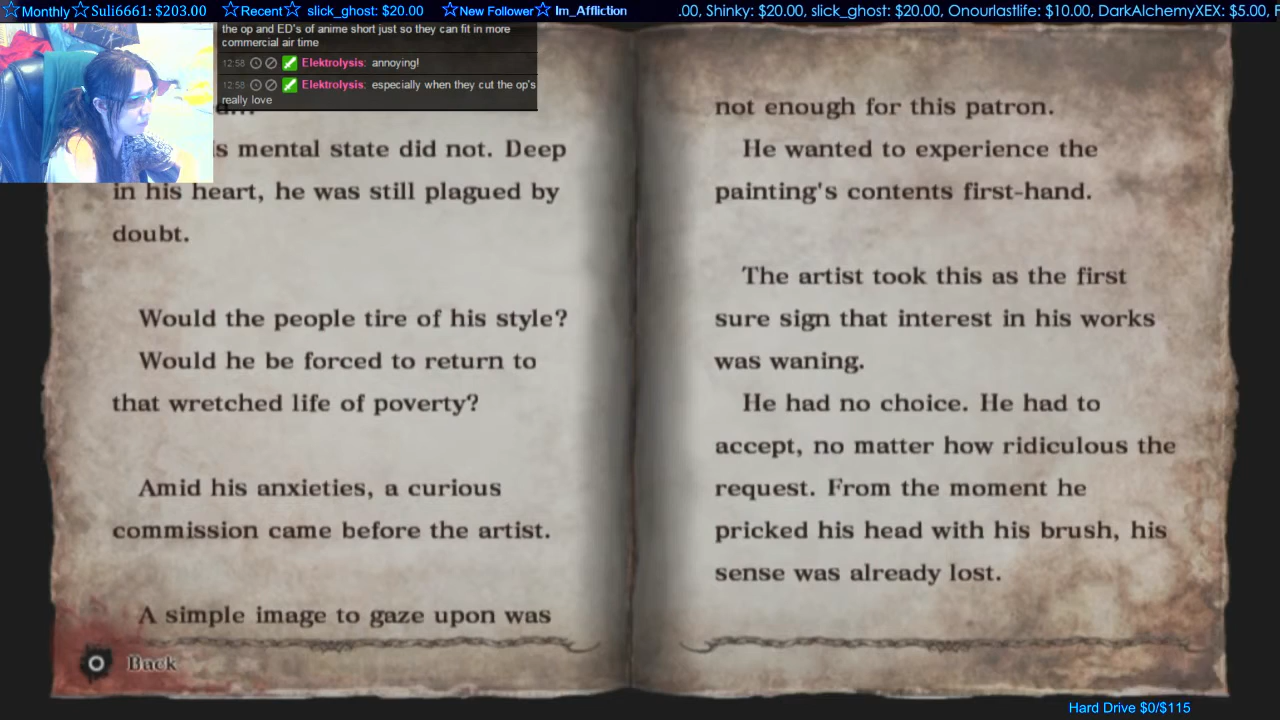 Monthly Suli6661: $203.00 Recent slick_ghost: $20.00 New Follower Im_Affliction .00, Shinky: $20.00, slick_ghost: $20.00, Onourlastlife: $10.00, DarkAlchemyXEX: $5.00, F
the op and ED's of anime short just so they can fit in more
commercial air time
12:58 Elektrolysis: annoying!
12:58 Elektrolysis: especially when they cut the op's
really love
mental state did not. Deep
in his heart, he was still plagued by
doubt.
Would the people tire of his style?
Would he be forced to return to
that wretched life of poverty?
Amid his anxieties, a curious
commission came before the artist.
A simple image to gaze upon was
Back
not enough for this patron.
He wanted to experience the
painting's contents first-hand.
The artist took this as the first
sure sign that interest in his works
was waning.
He had no choice. He had to
accept, no matter how ridiculous the
request. From the moment he
pricked his head with his brush, his
sense was already lost.
Hard Drive $0/$115